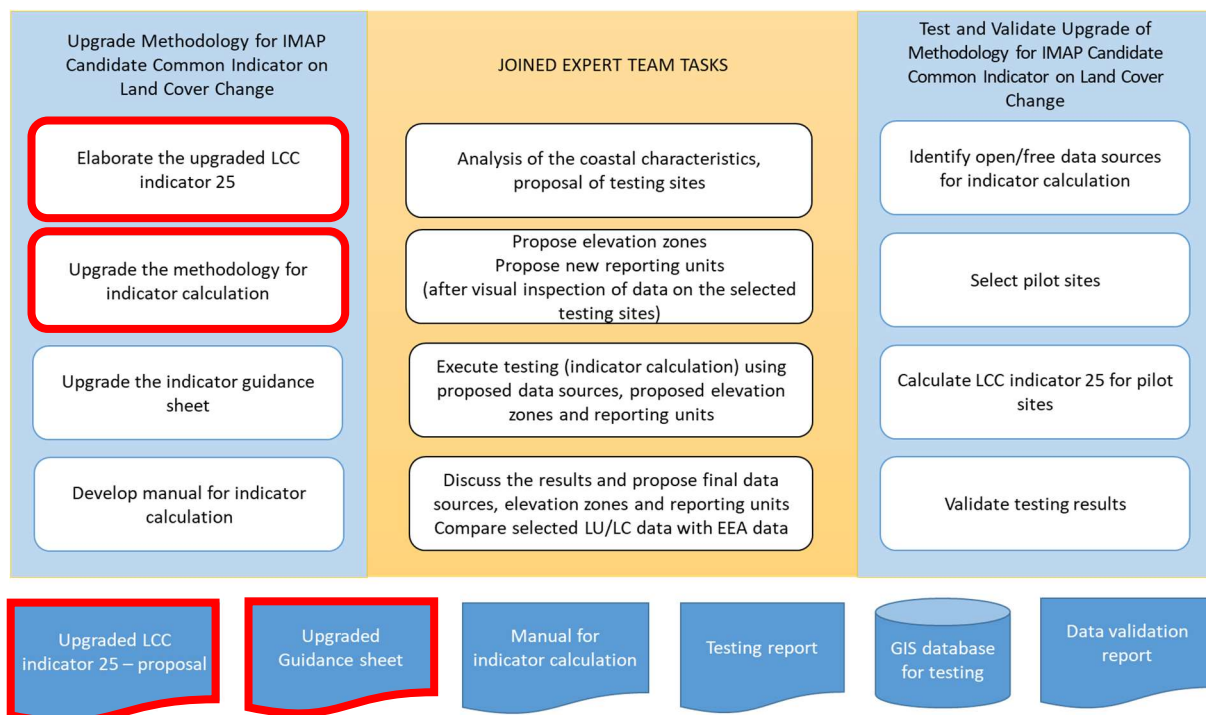 Upgrade Methodology for IMAP
Candidate Common Indicator on
Land Cover Change
Elaborate the upgraded LCC
indicator 25
Upgrade the methodology for
indicator calculation
Upgrade the indicator guidance
sheet
Develop manual for indicator
calculation
JOINED EXPERT TEAM TASKS
Analysis of the coastal characteristics,
proposal of testing sites
Propose elevation zones
Propose new reporting units
(after visual inspection of data on the selected
testing sites)
Execute testing (indicator calculation) using
proposed data sources, proposed elevation
zones and reporting units
Discuss the results and propose final data
sources, elevation zones and reporting units
Compare selected LU/LC data with EEA data
Test and Validate Upgrade of
Methodology for IMAP Candidate
Common Indicator on Land Cover
Change
Identify open/free data sources
for indicator calculation
Select pilot sites
Calculate LCC indicator 25 for pilot
sites
Validate testing results
Upgraded LCC
indicator 25 – proposal
Upgraded
Guidance sheet
Manual for
indicator calculation
Testing report
GIS database
for testing
Data validation
report